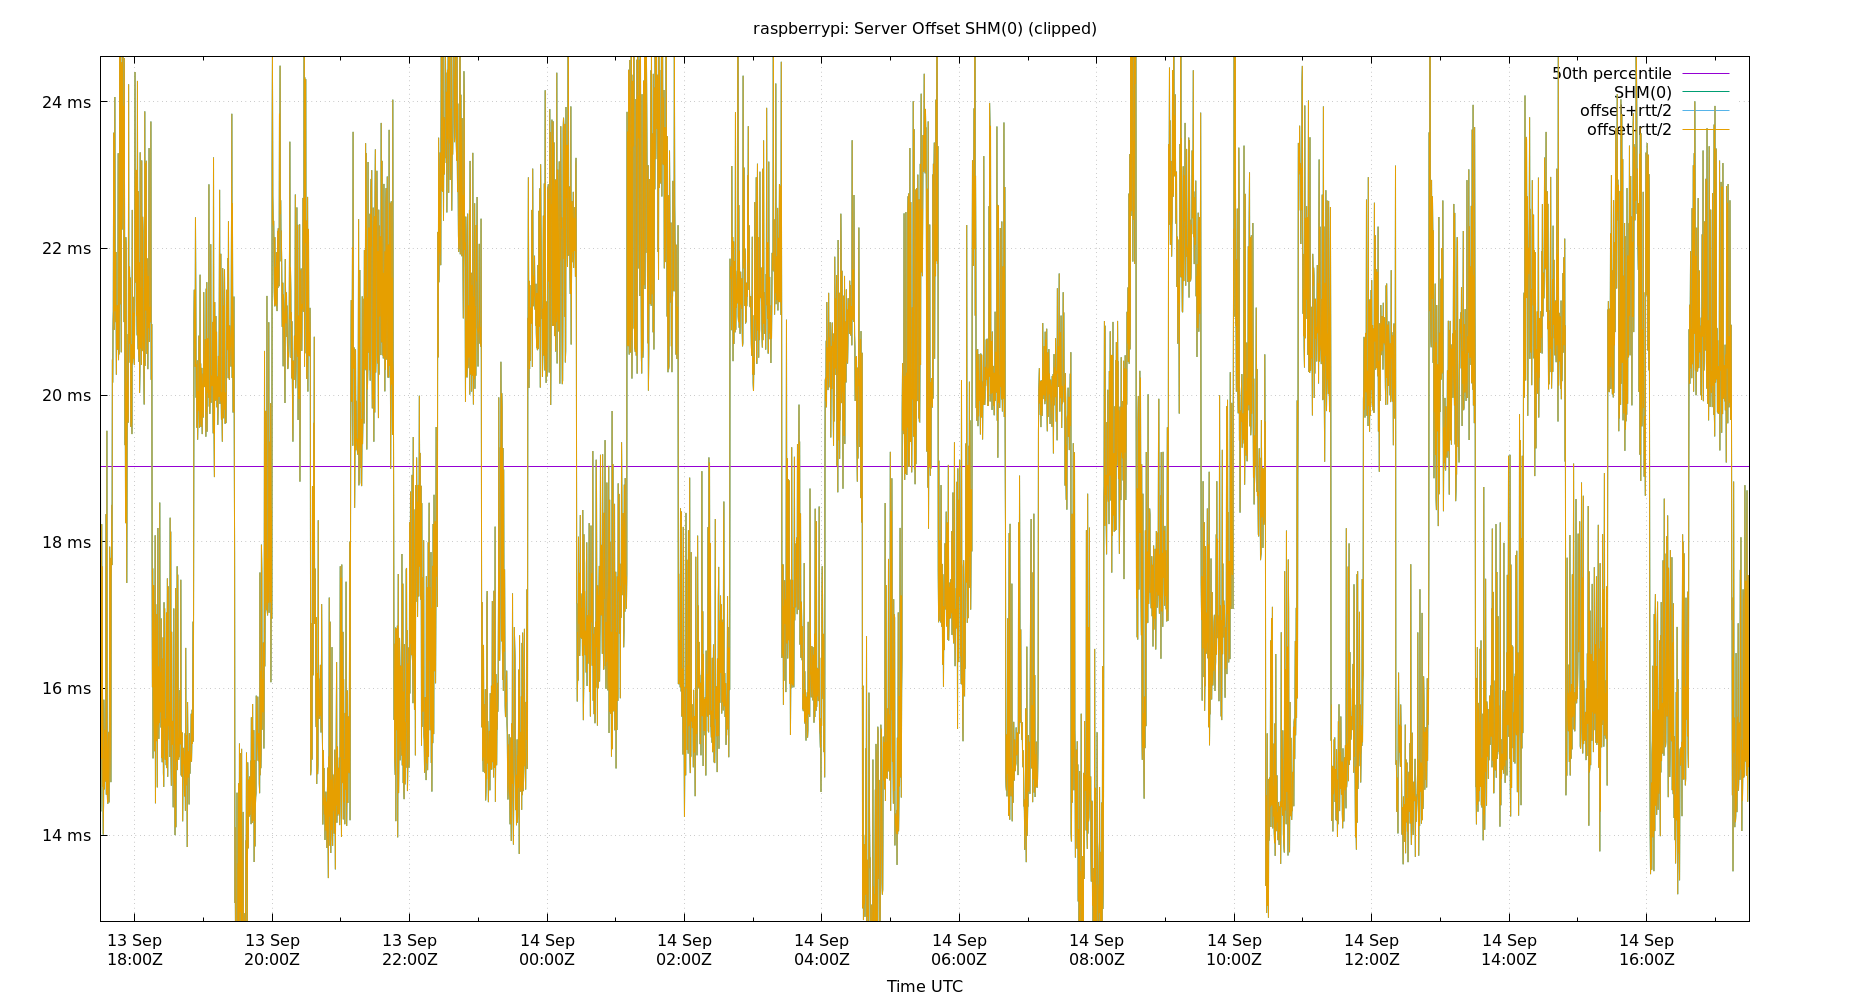 raspberrypi: Server Offset SHM(0) (clipped)
50th percentile
SHM(0)
offset+rtt/2
offset-rtt/2
24 ms
22 ms
20 ms
18 ms
16 ms
14 ms
13 Sep 13 Sep 13 Sep 14 Sep 14 Sep 14 Sep 14 Sep 14 Sep 14 Sep 14 Sep 14 Sep 14 Sep
18:00Z 20:00Z 22:00Z 00:00Z 02:00Z 04:00Z 06:00Z 08:00Z 10:00Z 12:00Z 14:00Z 16:00Z
Time UTC